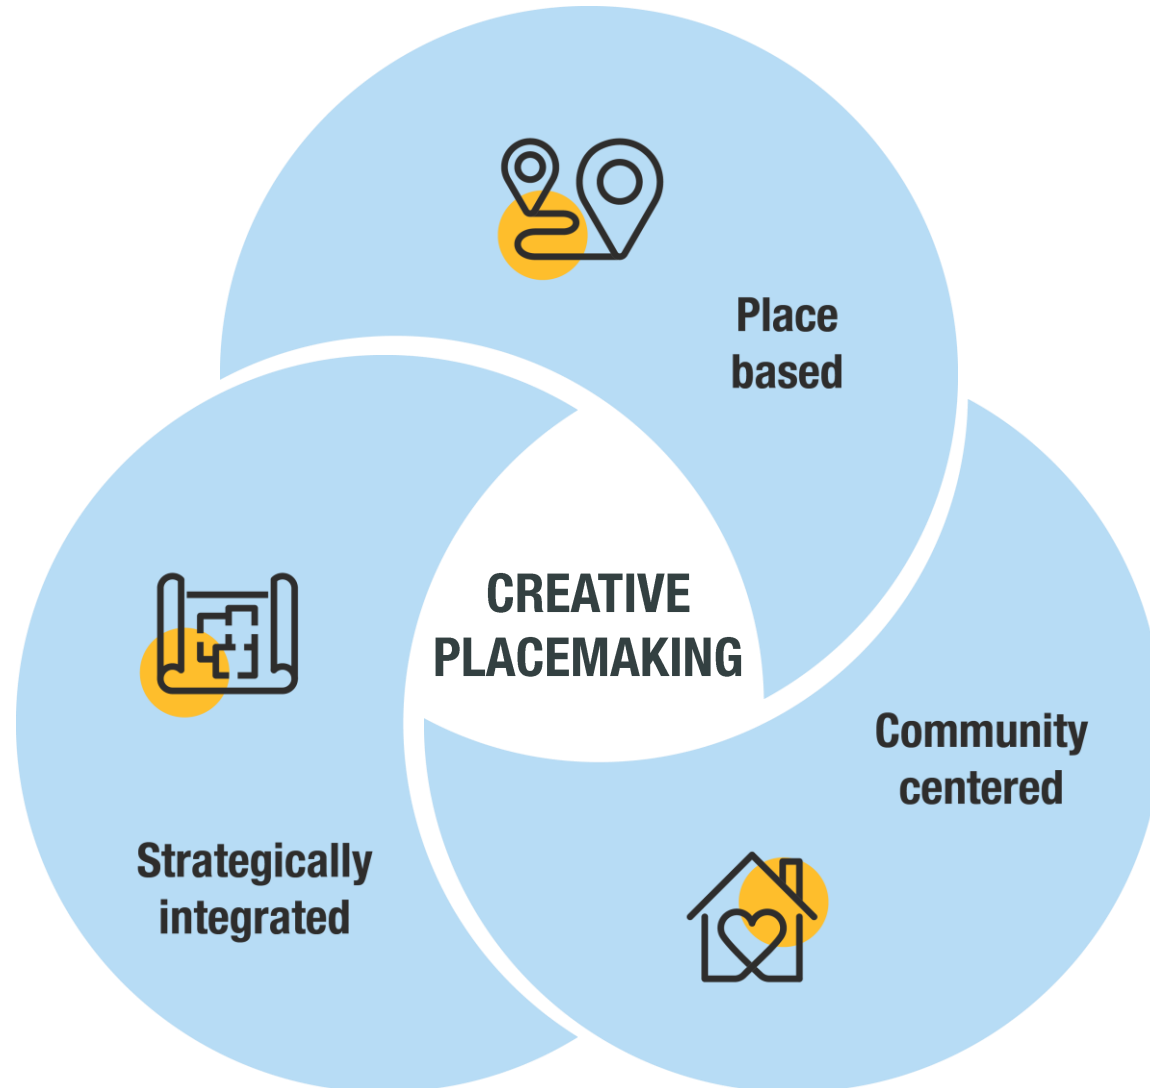 Place
based
CREATIVE
PLACEMAKING
Community
centered
Strategically
integrated